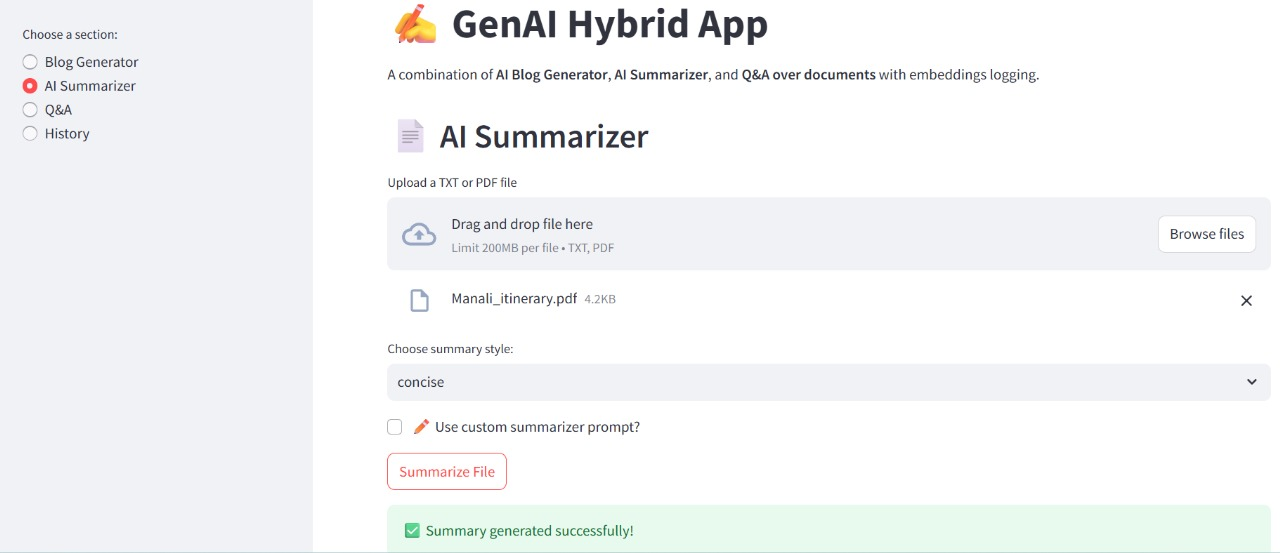 Choose a section:
Blog Generator
AI Summarizer
Q&A
History
✍️ GenAI Hybrid App
A combination of AI Blog Generator, AI Summarizer, and Q&A over documents with embeddings logging.
AI Summarizer
Upload a TXT or PDF file
Drag and drop file here
Limit 200MB per file • TXT, PDF
Browse files
Manali_itinerary.pdf 4.2KB
Choose summary style:
concise
Use custom summarizer prompt?
Summarize File
✅ Summary generated successfully!